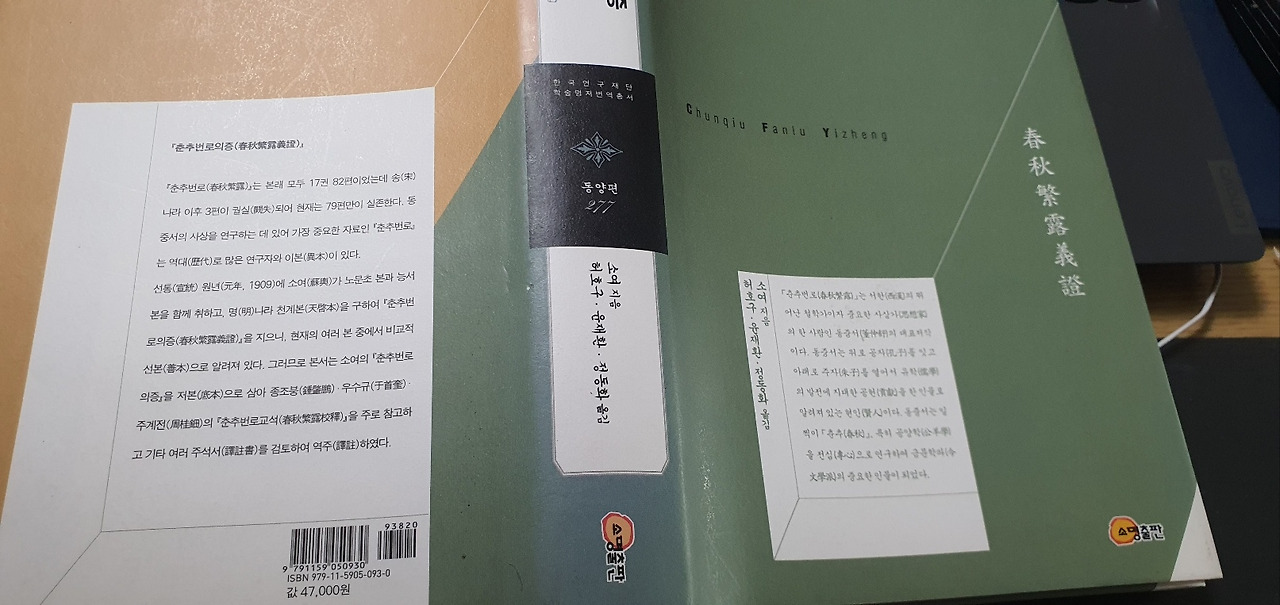 『춘추번로의증(春秋繁露義證)』
『춘추번로(春秋繁露)』는 본래 모두 17권 82편이었는데 송(宋)
나라 이후 3편이 궐실(闕失)되어 현재는 79편만이 실존한다. 동
중서의 사상을 연구하는 데 있어 가장 중요한 자료인 『춘추번로』
는 역대(歷代)로 많은 연구자와 이본(異本)이 있다.
선통(宣統) 원년(元年, 1909)에 소여(蘇輿)가 노문초 본과 능서
본을 함께 취하고, 명(明)나라 천계본(天啓本)을 구하여 『춘추번
로의증(春秋繁露義證)』을 지으니, 현재의 여러 본 중에서 비교적
선본(善本)으로 알려져 있다. 그러므로 본서는 소여의 『춘추번로
의증』을 저본(底本)으로 삼아 종조붕(鍾肇鵬)·우수규(于首奎)·
주계전(周桂鈿)의 『춘추번로교석(春秋繁露校釋)』을 주로 참고하
고 기타 여러 주석서(譯註書)를 검토하여 역주(譯註)하였다.
93820
9791159050930
ISBN 979-11-5905-093-0
값 47,000원
증
한국연구재단
학술명저번역총서
동양편
277
소여 지음
허호구·윤재환·정동화 옮김
소명출판
Chunqiu Fanlu Yizheng
春秋繁露義證
소여 지음
허호구·윤재환·정동화 옮김
『춘추번로(春秋繁露)』는 서한(西漢)의 뛰
어난 철학가이자 중요한 사상가(思想家)
의 한 사람인 동중서(董仲舒)의 대표저작
이다. 동중서는 위로 공자(孔子)를 잇고
아래로 주자(朱子)를 열어서 유학(儒學)
의 발전에 지대한 공헌(貢獻)을 한 인물로
알려져 있는 현인(賢人)이다. 동중서는 일
찍이 『춘추(春秋)』, 특히 공양학(公羊學)
을 전심(專心)으로 연구하여 금문학파(今
文學派)의 중요한 인물이 되었다.
소명출판